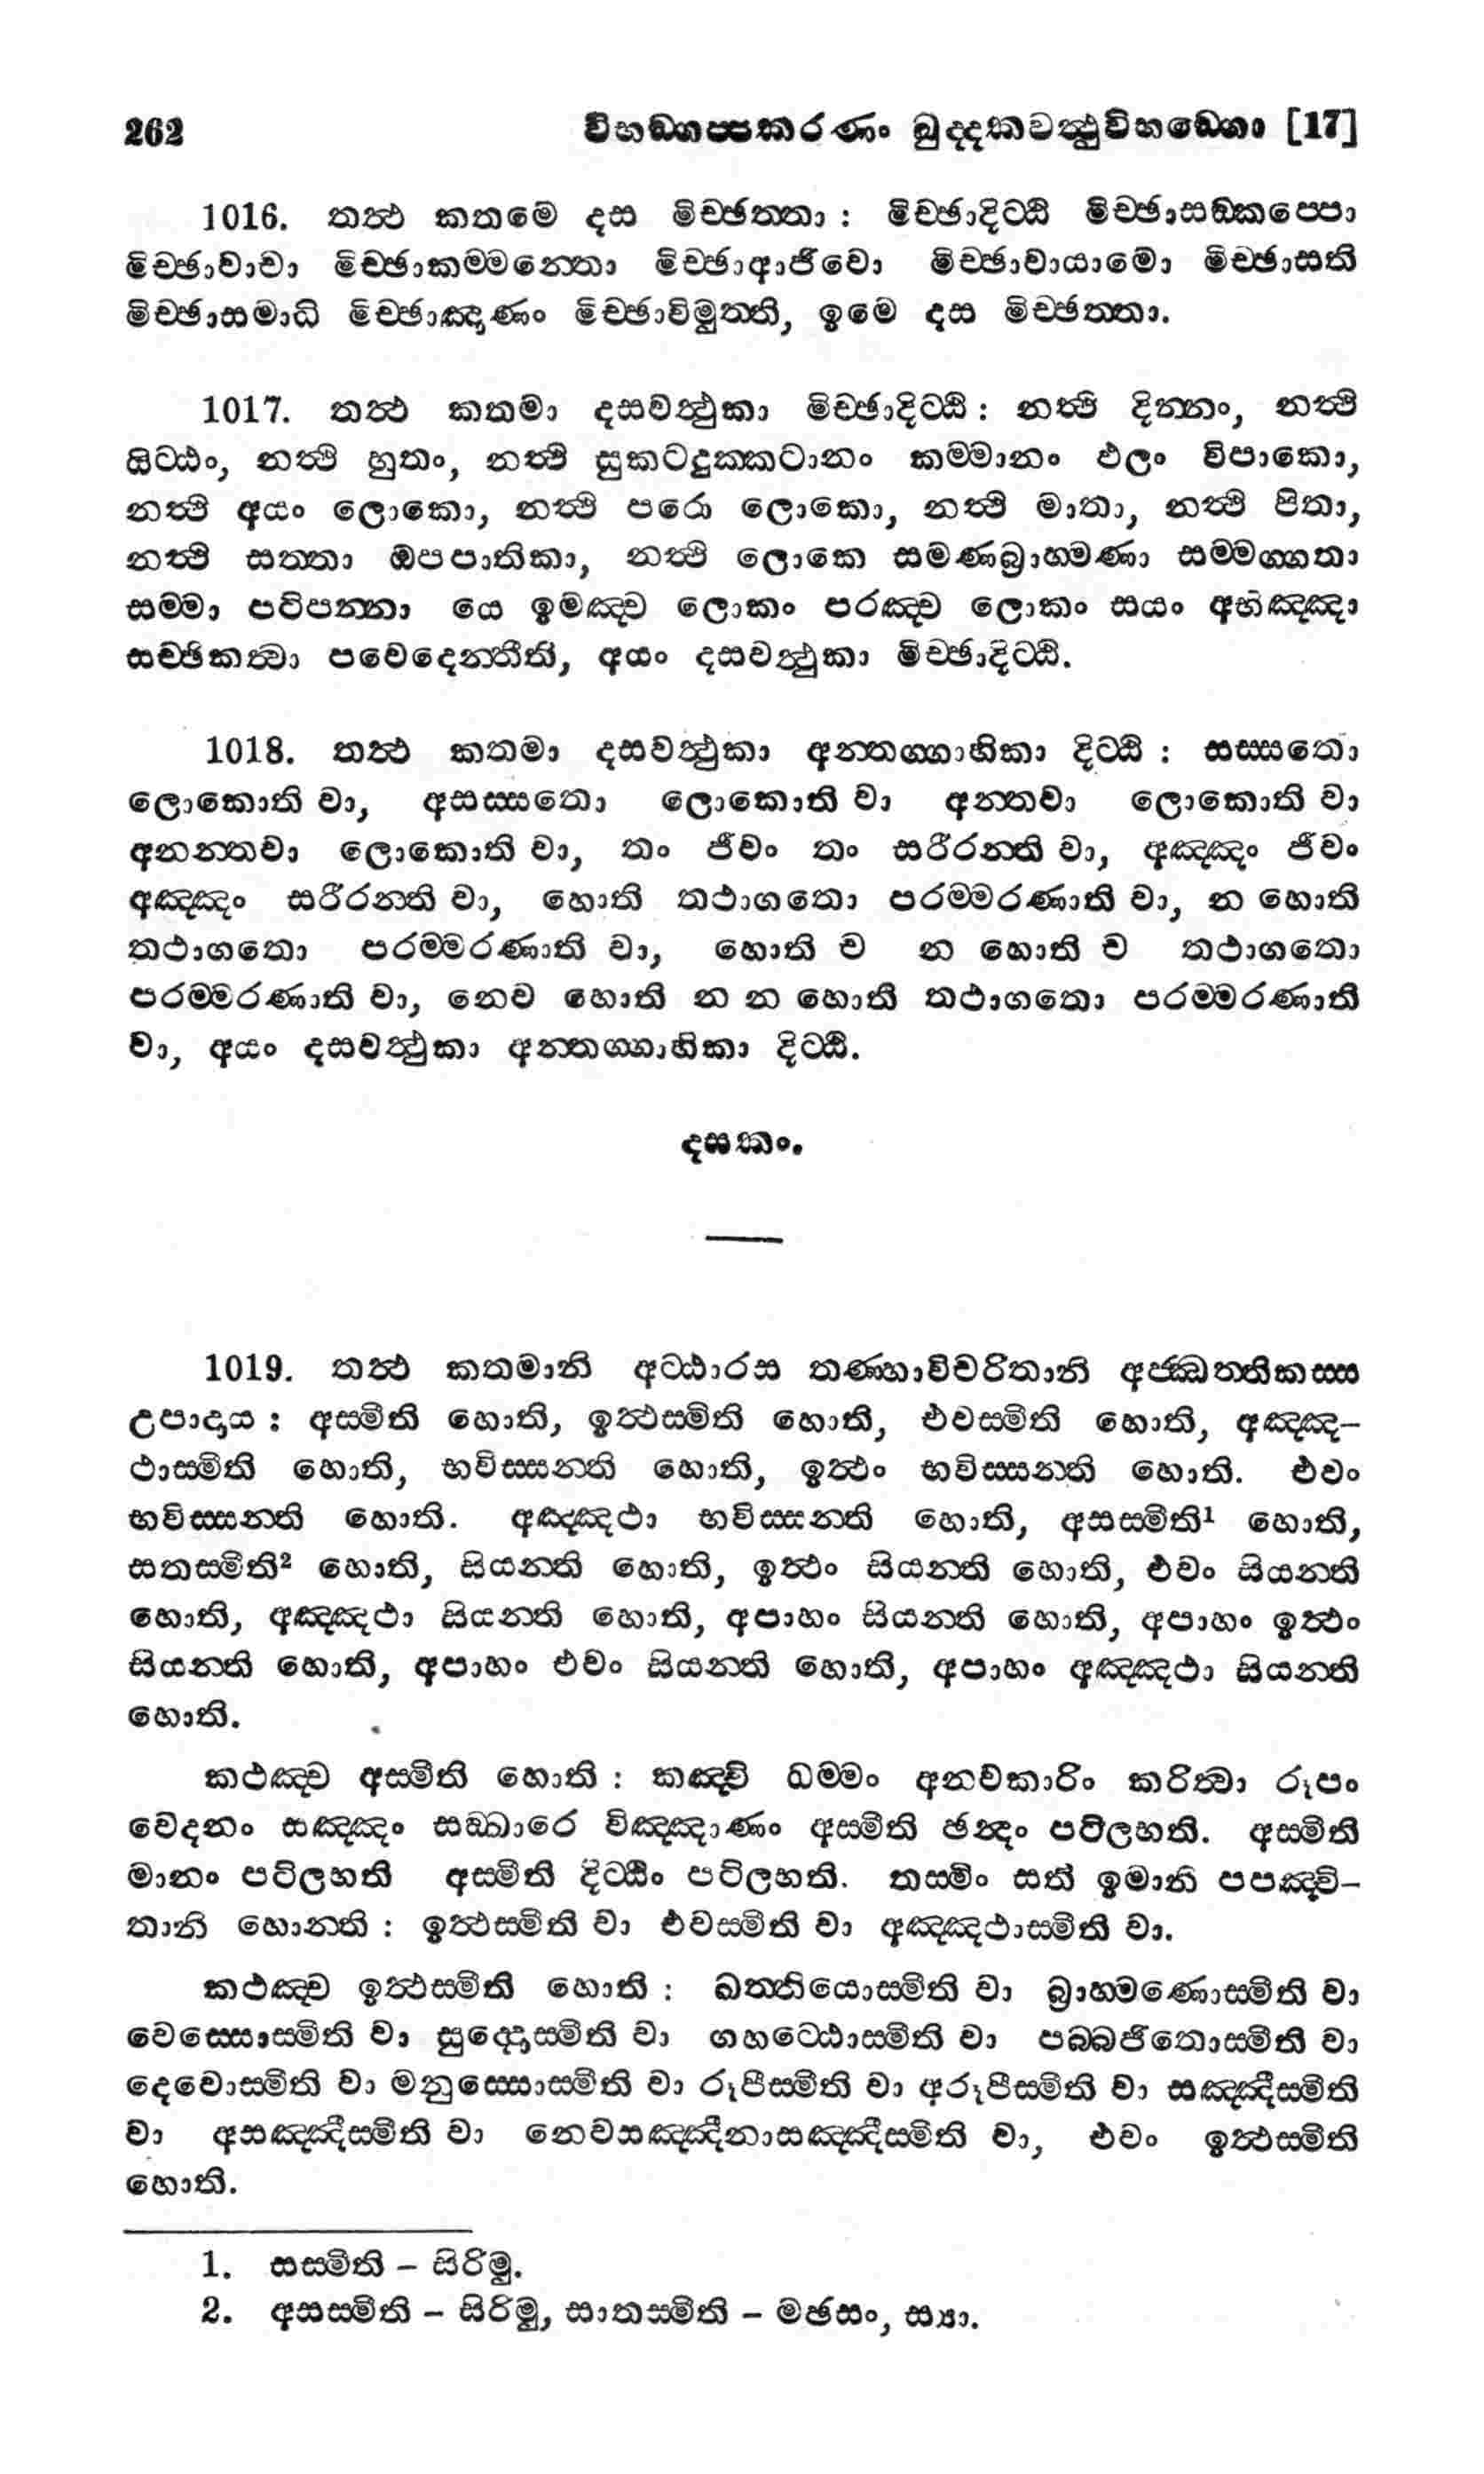 262 විභඞ්ගප්පකරණං ඛුද්දකවත්ථුවිභඞ්ගො [17]
1016. තත්ථ කතමෙ දස මිච්ඡත්තා : මිච්ඡාදිට්ඨි මිච්ඡාසඞ්කප්පො
මිච්ඡාවාචා මිච්ඡාකම්මන්තො මිච්ඡාආජීවො මිච්ඡාවායාමො මිච්ඡාසති
මිච්ඡාසමාධි මිච්ඡාඤාණං මිච්ඡාවිමුත්ති, ඉමෙ දස මිච්ඡත්තා.
1017. තත්ථ කතමා දසවත්ථුකා මිච්ඡාදිට්ඨි : නත්ථි දින්නං, නත්ථි
යිට්ඨං, නත්ථි හුතං, නත්ථි සුකටදුක්කටානං කම්මානං ඵලං විපාකො,
නත්ථි අයං ලොකො, නත්ථි පරො ලොකො, නත්ථි මාතා, නත්ථි පිතා,
නත්ථි සත්තා ඔපපාතිකා, නත්ථි ලොකෙ සමණබ්‍රාහ්මණා සම්මග්ගතා
සම්මා පටිපන්නා යෙ ඉමඤ්ච ලොකං පරඤ්ච ලොකං සයං අභිඤ්ඤා
සච්ඡිකත්වා පවෙදෙන්තීති, අයං දසවත්ථුකා මිච්ඡාදිට්ඨි.
1018. තත්ථ කතමා දසවත්ථුකා අන්තග්ගාහිකා දිට්ඨි : සස්සතො
ලොකොති වා, අසස්සතො ලොකොති වා අන්තවා ලොකොති වා
අනන්තවා ලොකොති වා, තං ජීවං තං සරීරන්ති වා, අඤ්ඤං ජීවං
අඤ්ඤං සරීරන්ති වා, හොති තථාගතො පරම්මරණාති වා, න හොති
තථාගතො පරම්මරණාති වා, හොති ච න හොති ච තථාගතො
පරම්මරණාති වා, නෙව හොති න න හොති තථාගතො පරම්මරණාති
වා, අයං දසවත්ථුකා අන්තග්ගාහිකා දිට්ඨි.
දසකං.
1019. තත්ථ කතමානි අට්ඨාරස තණ්හාවිචරිතානි අජ්ඣත්තිකස්ස
උපාදාය : අස්මීති හොති, ඉත්ථස්මිති හොති, එවස්මිති හොති, අඤ්ඤ-
ථාස්මිති හොති, භවිස්සන්ති හොති, ඉත්ථං භවිස්සන්ති හොති. එවං
භවිස්සන්ති හොති. අඤ්ඤථා භවිස්සන්ති හොති, අසස්මීති¹ හොති,
සතස්මීති² හොති, සියන්ති හොති, ඉත්ථං සියන්ති හොති, එවං සියන්ති
හොති, අඤ්ඤථා සියන්ති හොති, අපාහං සියන්ති හොති, අපාහං ඉත්ථං
සියන්ති හොති, අපාහං එවං සියන්ති හොති, අපාහං අඤ්ඤථා සියන්ති
හොති.
කථඤ්ච අස්මීති හොති : කඤ්චි ධම්මං අනවකාරිං කරිත්වා රූපං
වෙදනං සඤ්ඤං සඞ්ඛාරෙ විඤ්ඤාණං අස්මීති ඡන්දං පටිලභති. අස්මීති
මානං පටිලභති අස්මීති දිට්ඨිං පටිලභති. තස්මිං සති ඉමානි පපඤ්චි-
තානි හොන්ති : ඉත්ථස්මීති වා එවස්මීති වා අඤ්ඤථාස්මීති වා.
කථඤ්ච ඉත්ථස්මීති හොති : ඛත්තියොස්මීති වා බ්‍රාහ්මණොස්මීති වා
වෙස්සොස්මීති වා සුද්දොස්මීති වා ගහට්ඨොස්මීති වා පබ්බජිතොස්මීති වා
දෙවොස්මීති වා මනුස්සොස්මීති වා රූපීස්මීති වා අරූපීස්මීති වා සඤ්ඤීස්මීති
වා අසඤ්ඤීස්මීති වා නෙවසඤ්ඤීනාසඤ්ඤීස්මීති වා, එවං ඉත්ථස්මීති
හොති.
1. සස්මීති – සිරිමු.
2. අසස්මීති – සිරිමු, සාතස්මීති – මඡසං, ස්‍යා.